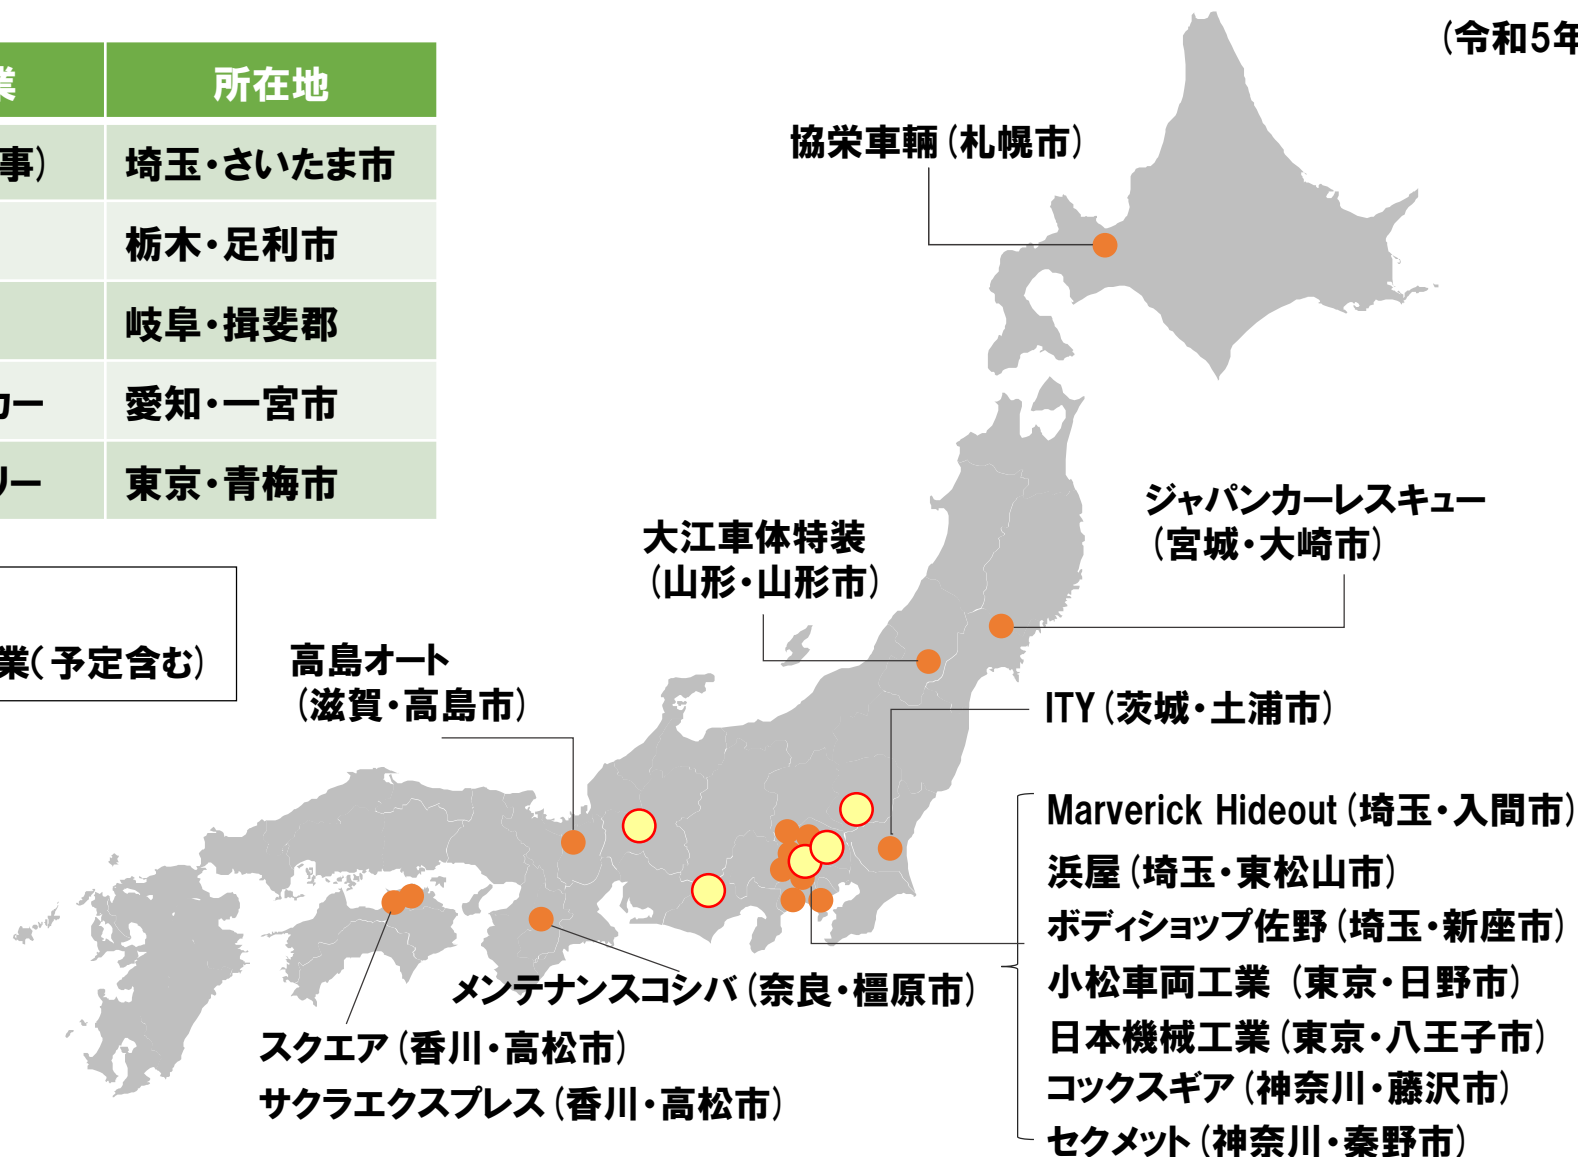 (令和5年
業 所在地
事) 埼玉・さいたま市
栃木・足利市
岐阜・揖斐郡
カー 愛知・一宮市
リー 東京・青梅市
業(予定含む)
協栄車輛(札幌市)
ジャパンカーレスキュー
(宮城・大崎市)
大江車体特装
(山形・山形市)
高島オート
(滋賀・高島市)
ITY(茨城・土浦市)
Marverick Hideout(埼玉・入間市)
浜屋(埼玉・東松山市)
ボディショップ佐野(埼玉・新座市)
小松車両工業 (東京・日野市)
日本機械工業(東京・八王子市)
コックスギア(神奈川・藤沢市)
セクメット(神奈川・秦野市)
メンテナンスコシバ(奈良・橿原市)
スクエア(香川・高松市)
サクラエクスプレス(香川・高松市)